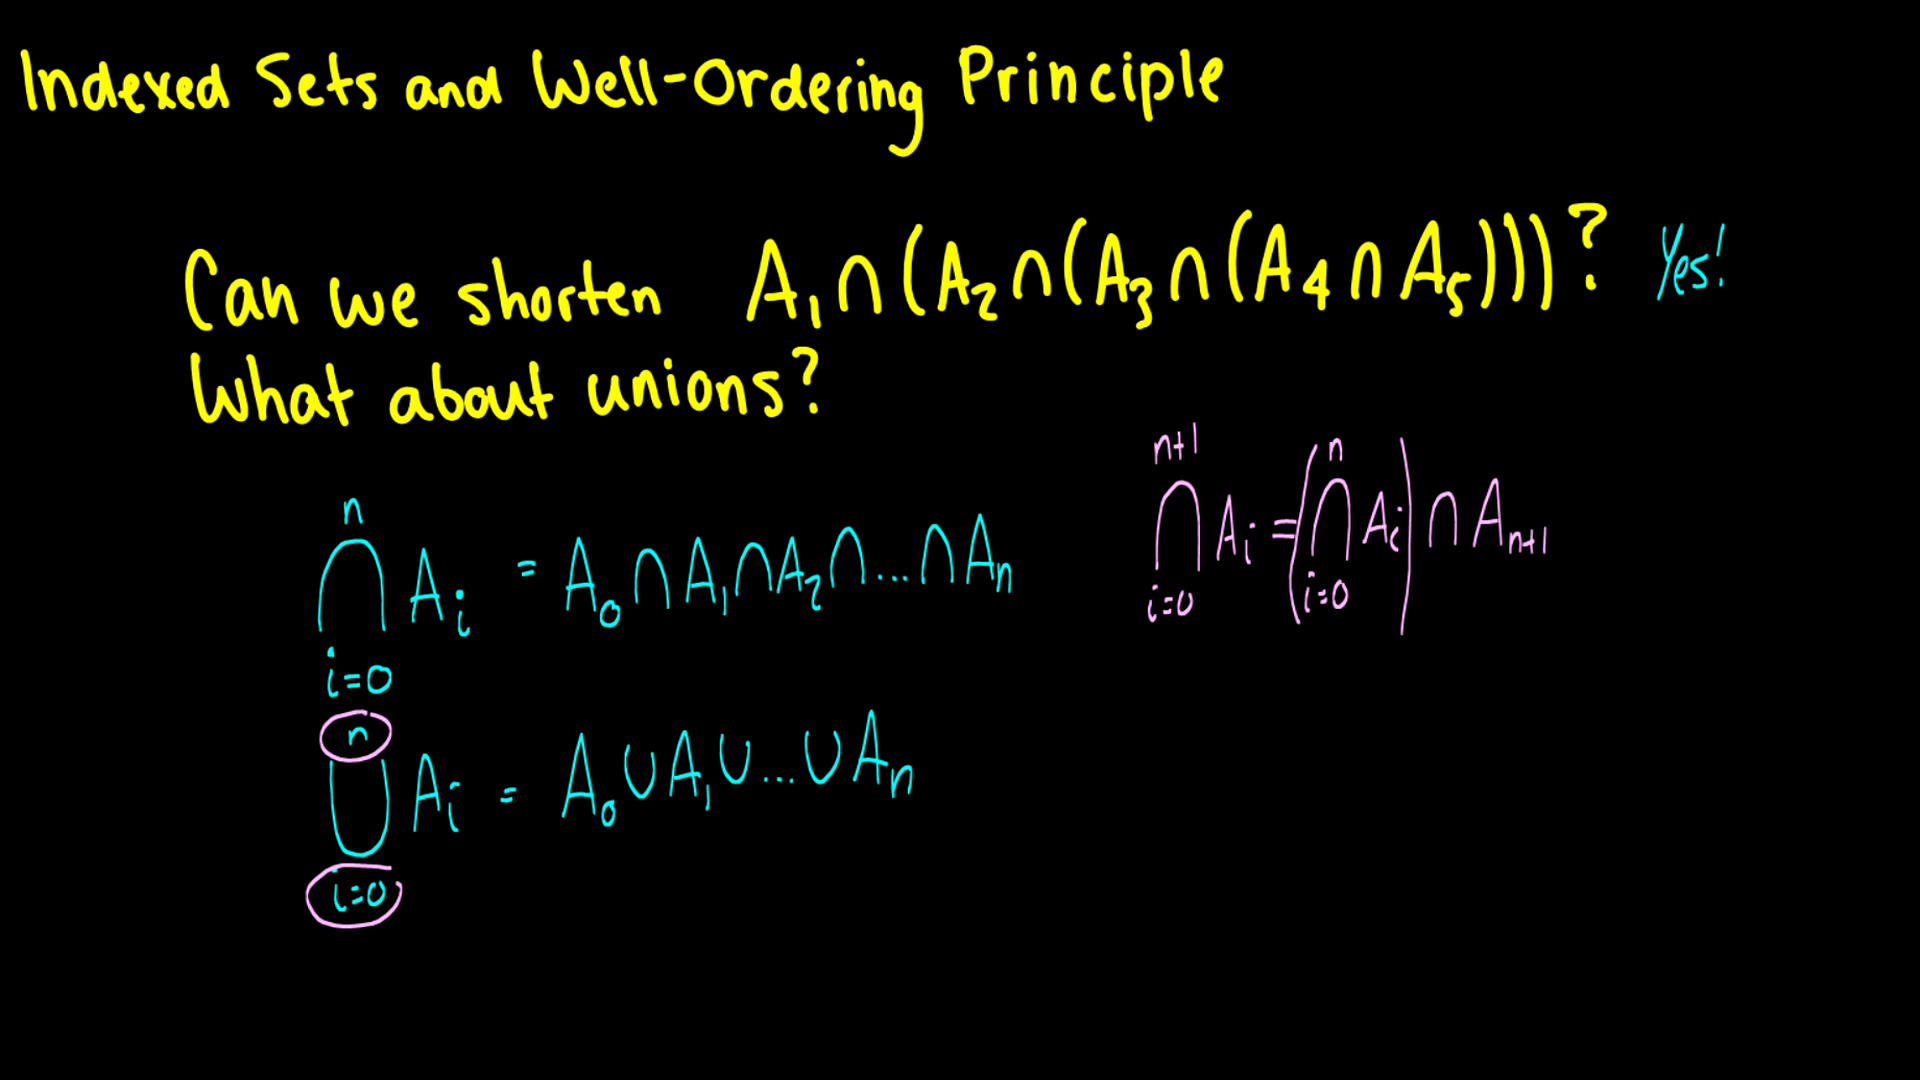 Indexed Sets and Well-Ordering Principle
Can we shorten A₁∩(A₂∩(A₃∩(A₄∩A₅)))? Yes!
What about unions?
n
⋂ Aᵢ = A₀∩A₁∩A₂∩...∩Aₙ
i=0
n+1 n
⋂ Aᵢ = (⋂ Aᵢ) ∩ Aₙ₊₁
i=0 i=0
n
⋃ Aᵢ = A₀∪A₁∪...∪Aₙ
i=0